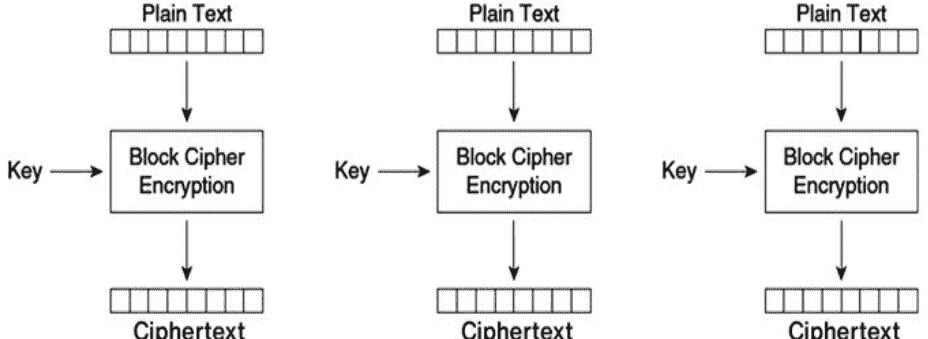 Plain Text Plain Text Plain Text
Key Block Cipher Encryption Key Block Cipher Encryption Key Block Cipher Encryption
Ciphertext Ciphertext Ciphertext